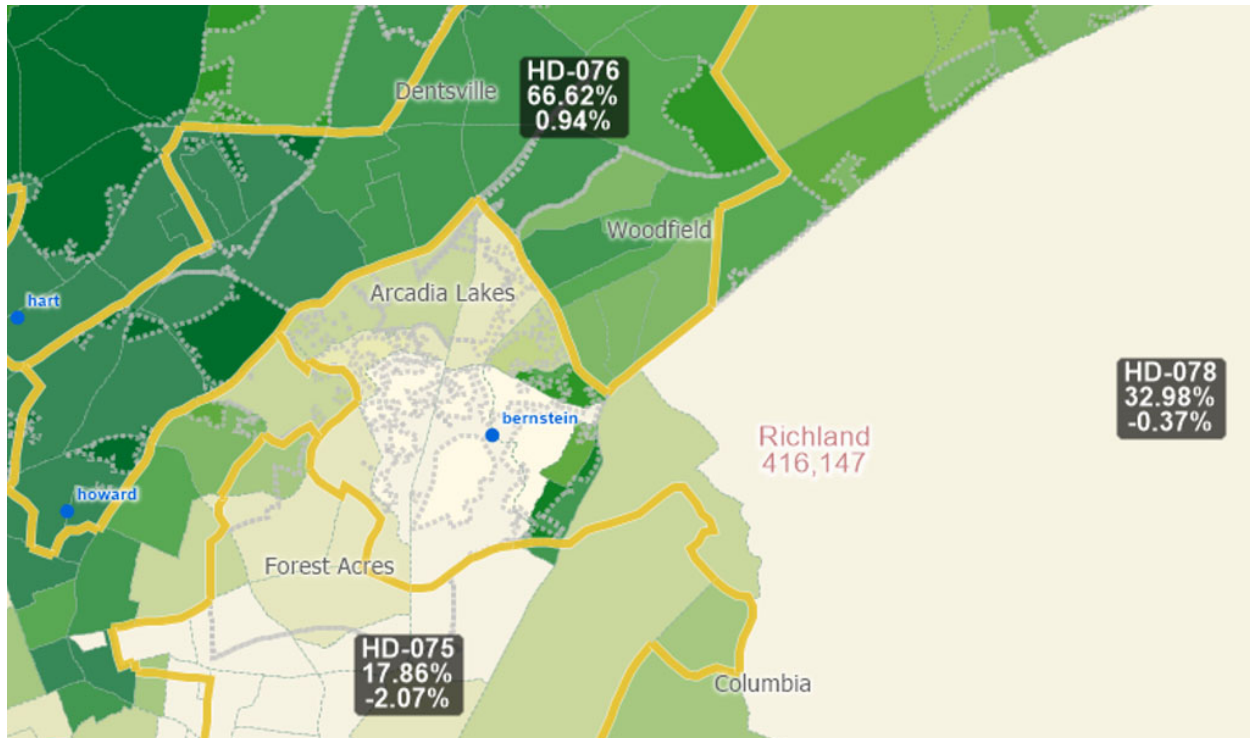 HD-076
66.62%
0.94%
Dentsville
Woodfield
Arcadia Lakes
hart
HD-078
32.98%
-0.37%
bernstein
Richland
416,147
howard
Forest Acres
HD-075
17.86%
-2.07%
Columbia